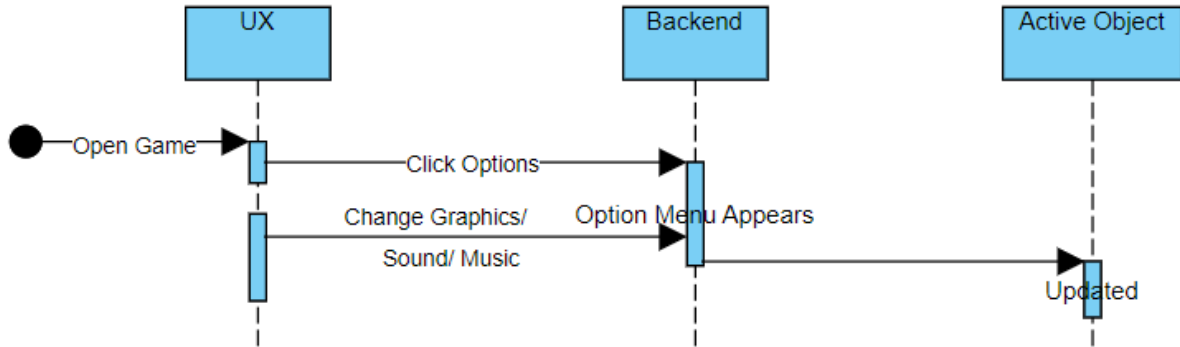 UX
Backend
Active Object
Open Game
Click Options
Change Graphics/
Sound/ Music
Option Menu Appears
Updated